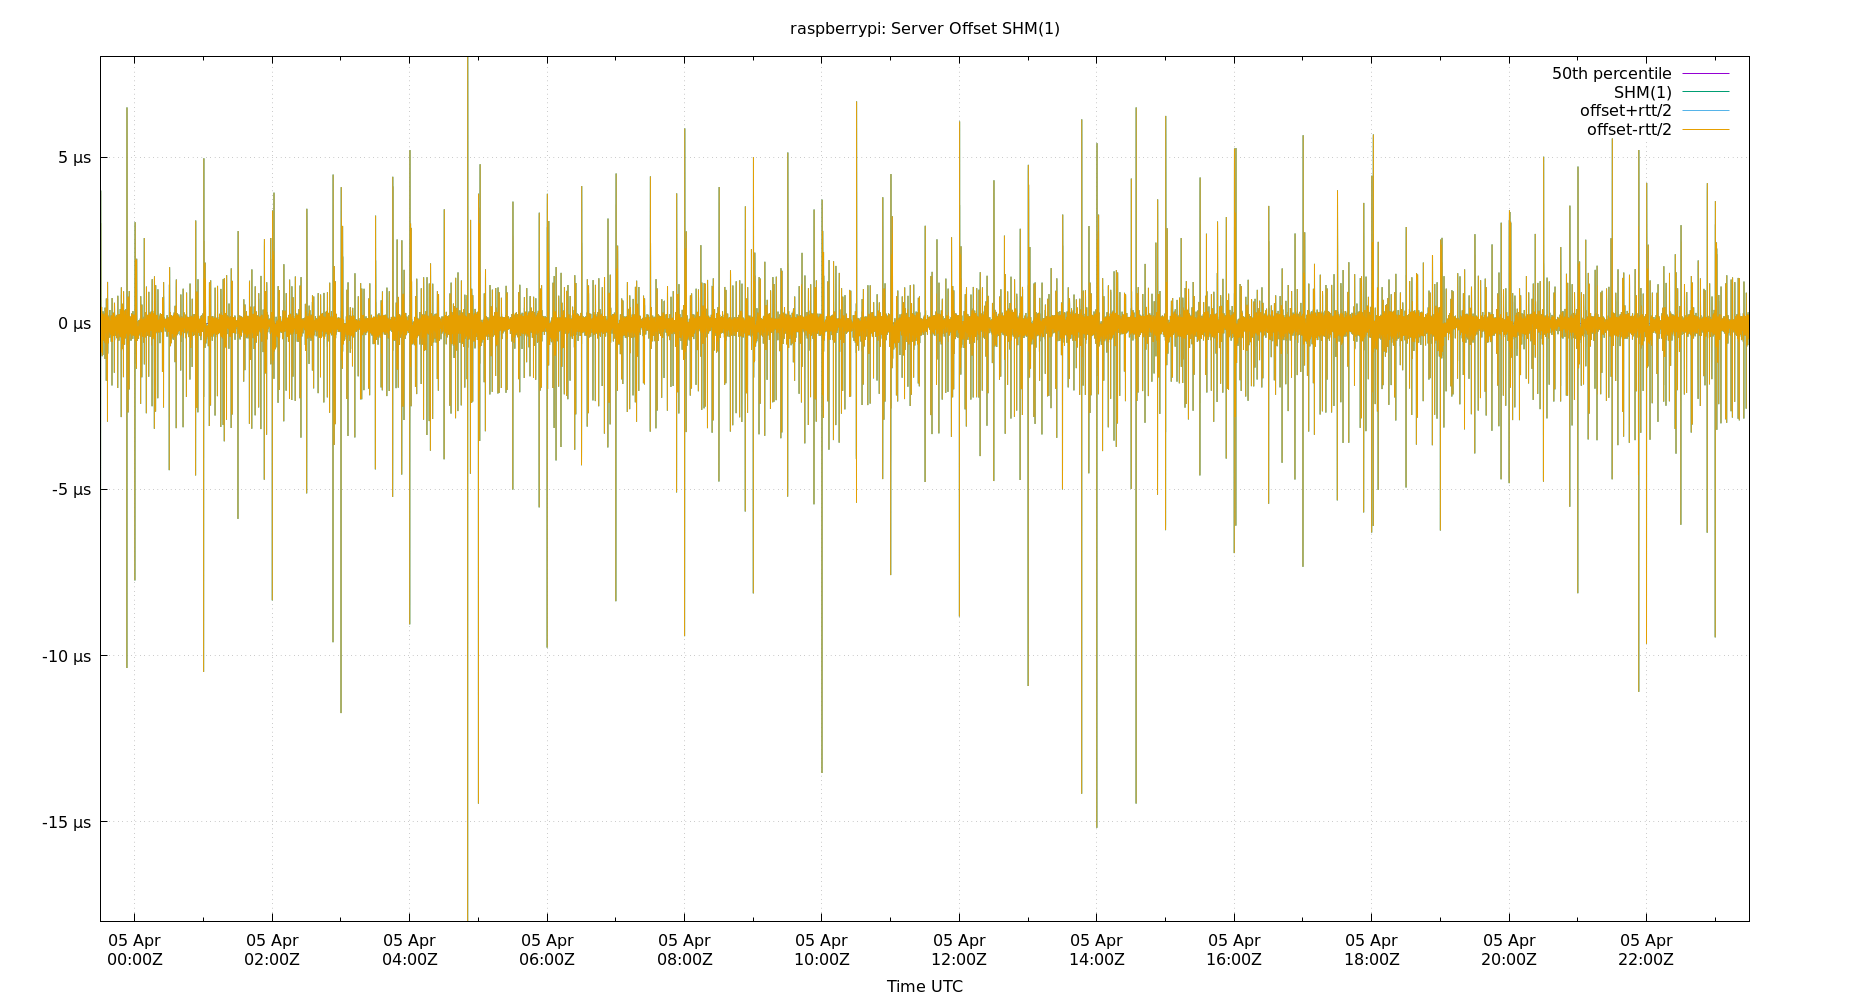 raspberrypi: Server Offset SHM(1)
50th percentile
SHM(1)
offset+rtt/2
offset-rtt/2
5 µs
0 µs
-5 µs
-10 µs
-15 µs
05 Apr 05 Apr 05 Apr 05 Apr 05 Apr 05 Apr 05 Apr 05 Apr 05 Apr 05 Apr 05 Apr 05 Apr
00:00Z 02:00Z 04:00Z 06:00Z 08:00Z 10:00Z 12:00Z 14:00Z 16:00Z 18:00Z 20:00Z 22:00Z
Time UTC